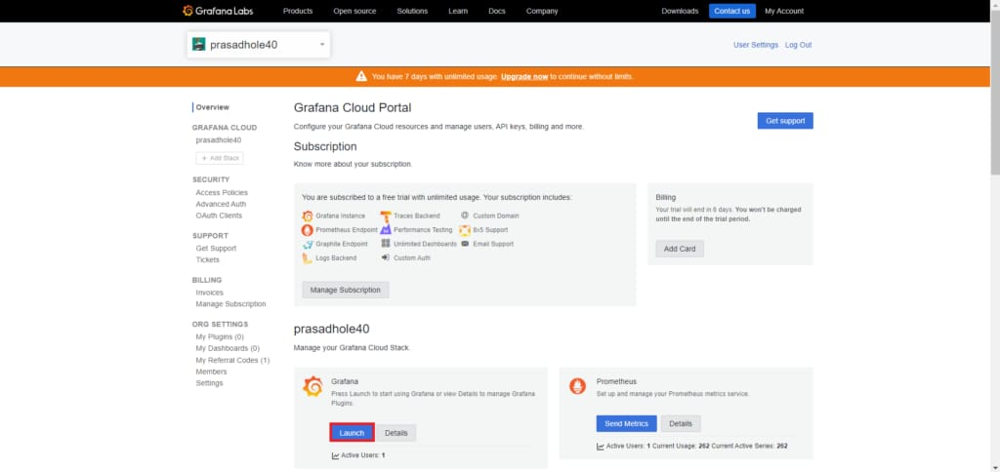 Grafana Labs
Products Open source Solutions Learn Docs Company Downloads Contact us My Account
prasadhole40
User Settings Log Out
You have 7 days with unlimited usage. Upgrade now to continue without limits.
Overview
GRAFANA CLOUD
prasadhole40
+ Add Stack
SECURITY
Access Policies
Advanced Auth
OAuth Clients
SUPPORT
Get Support
Tickets
BILLING
Invoices
Manage Subscription
ORG SETTINGS
My Plugins (0)
My Dashboards (0)
My Referral Codes (1)
Members
Settings
Grafana Cloud Portal
Configure your Grafana Cloud resources and manage users, API keys, billing and more.
Get support
Subscription
Know more about your subscription.
You are subscribed to a free trial with unlimited usage. Your subscription includes:
Grafana Instance Traces Backend Custom Domain
Prometheus Endpoint Performance Testing 8x5 Support
Graphite Endpoint Unlimited Dashboards Email Support
Logs Backend Custom Auth
Manage Subscription
Billing
Your trial will end in 6 days. You won't be charged
until the end of the trial period.
Add Card
prasadhole40
Manage your Grafana Cloud Stack.
Grafana
Press Launch to start using Grafana or view Details to manage Grafana
Plugins.
Launch Details
Active Users: 1
Prometheus
Set up and manage your Prometheus metrics service.
Send Metrics Details
Active Users: 1 Current Usage: 262 Current Active Series: 262